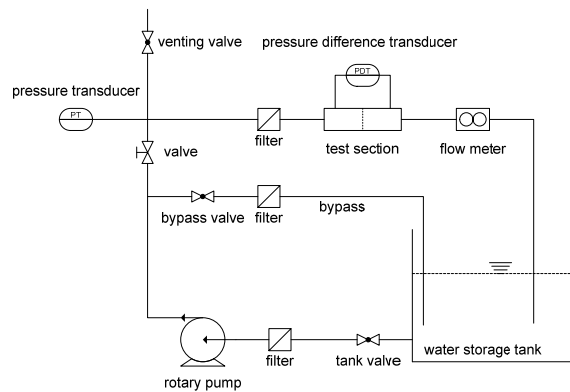 venting valve
pressure difference transducer
PDT
pressure transducer
PT
filter
test section
flow meter
valve
bypass valve
filter
bypass
filter
tank valve
water storage tank
rotary pump